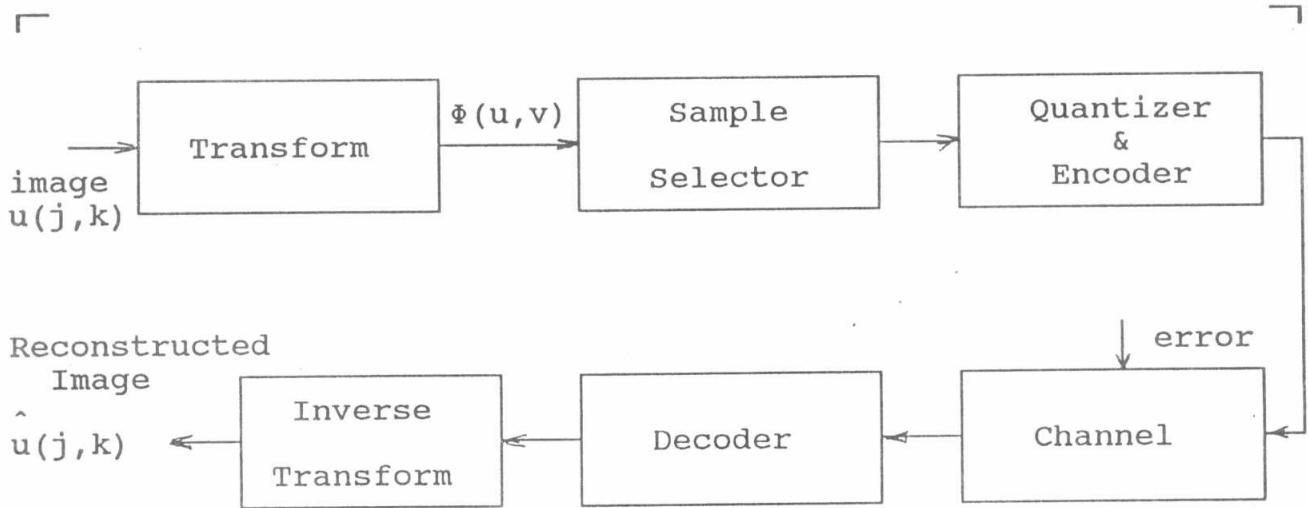 Transform
Φ(u,v)
Sample
Selector
Quantizer
&
Encoder
image
u(j,k)
Reconstructed
Image
û(j,k)
Inverse
Transform
Decoder
Channel
error